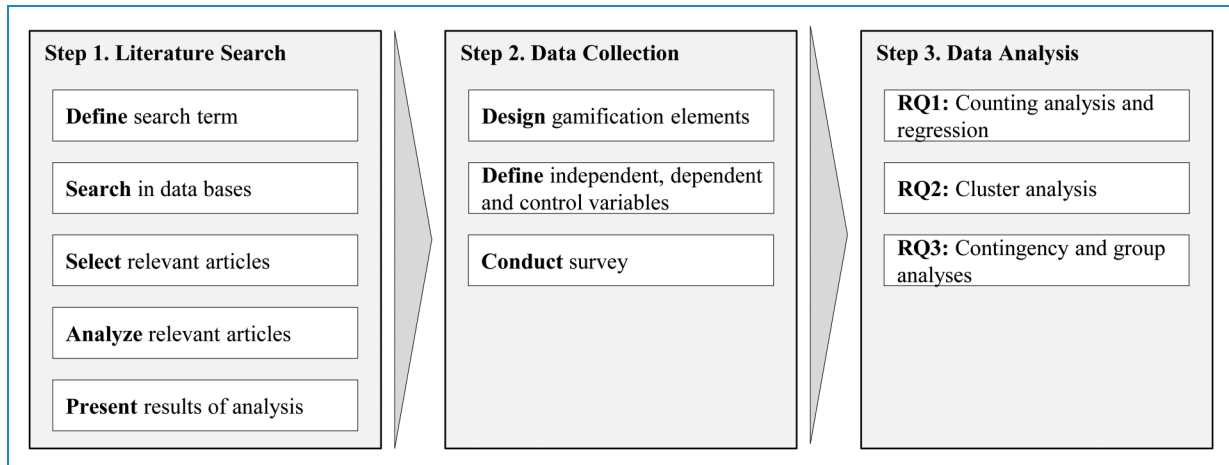 Step 1. Literature Search
Define search term
Search in data bases
Select relevant articles
Analyze relevant articles
Present results of analysis
Step 2. Data Collection
Design gamification elements
Define independent, dependent
and control variables
Conduct survey
Step 3. Data Analysis
RQ1: Counting analysis and
regression
RQ2: Cluster analysis
RQ3: Contingency and group
analyses